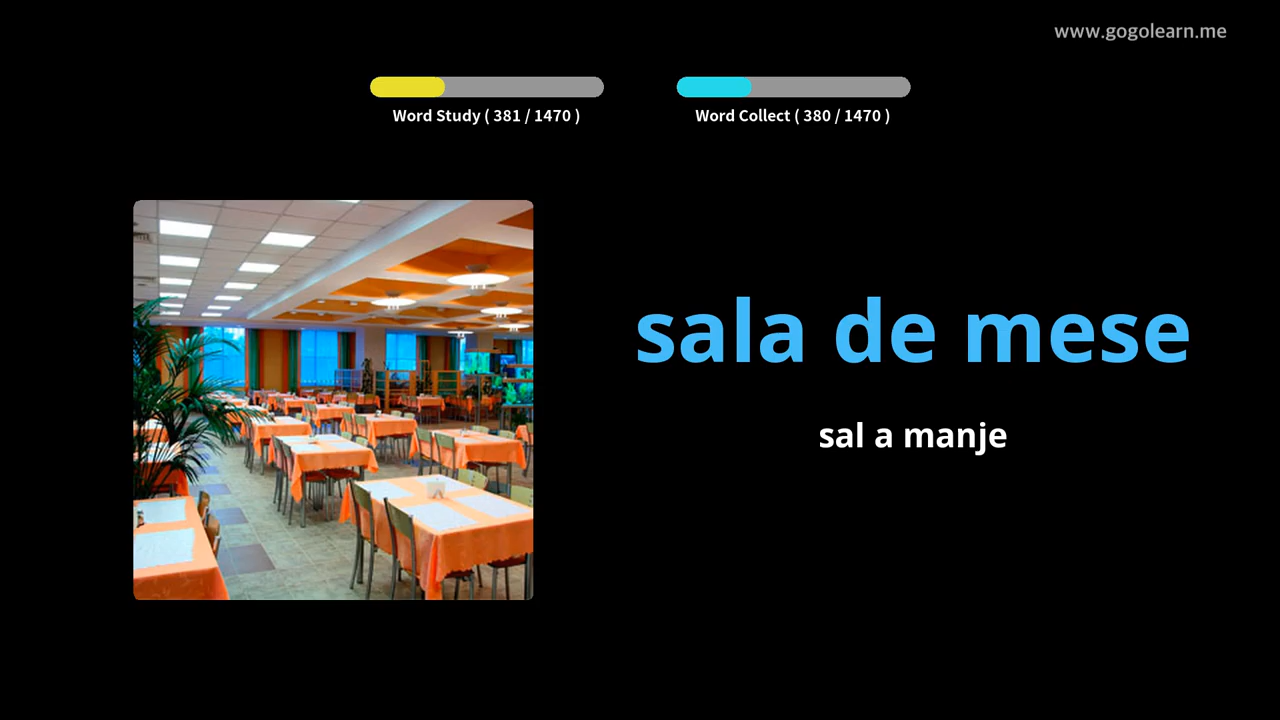 www.gogolearn.me
Word Study ( 381 / 1470 )
Word Collect ( 380 / 1470 )
sala de mese
sal a manje